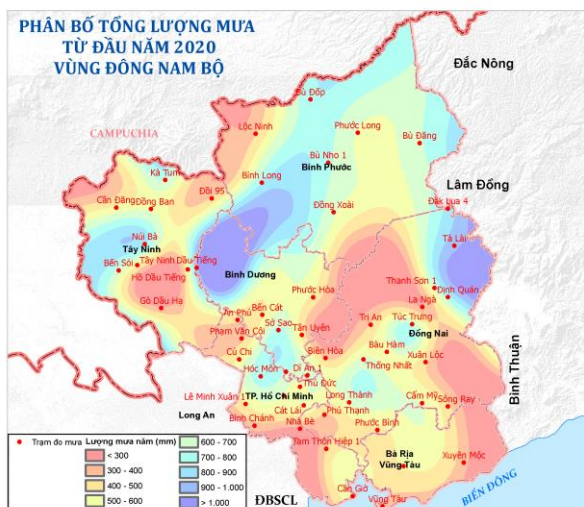 PHÂN BỐ TỔNG LƯỢNG MƯA
TỪ ĐẦU NĂM 2020
VÙNG ĐÔNG NAM BỘ
Đắc Nông
Bù Đốp
CAMPUCHIA
Lộc Ninh
Phước Long
Bù Đăng
Bù Nho 1
Bình Phước
Kà Tum
Bình Long
Lâm Đồng
Đồi 95
Cần Đăng
Đồng Ban
Đồng Xoài
Đăk Lua 4
Núi Bà
Tây Ninh
Tà Lài
Bến Sỏi
Tây Ninh
Dầu Tiếng
Hồ Dầu Tiếng
Bình Dương
Thanh Sơn 1
Định Quán
Phước Hòa
Gò Dầu Hạ
La Ngà
Bến Cát
An Phú
Sở Sao
Trị An
Túc Trưng
Phạm Văn Cội
Tân Uyên
Đồng Nai
Củ Chi
Biên Hòa
Bàu Hàm
Xuân Lộc
Thống Nhất
Hóc Môn
Dĩ An 1
Bình Thuận
Thủ Đức
Lê Minh Xuân 1
TP. Hồ Chí Minh
Long Thành
Cẩm Mỹ
Sông Ray
Cát Lái
Long An
Phú Thạnh
Bình Chánh
Nhà Bè
Phước Bình
Tam Thôn Hiệp 1
Bà Rịa
Vũng Tàu
Xuyên Mộc
Cần Giờ
Vũng Tàu
BIỂN ĐÔNG
ĐBSCL
Trạm đo mưa
Lượng mưa năm (mm)
< 300
300 - 400
400 - 500
500 - 600
600 - 700
700 - 800
800 - 900
900 - 1.000
> 1.000